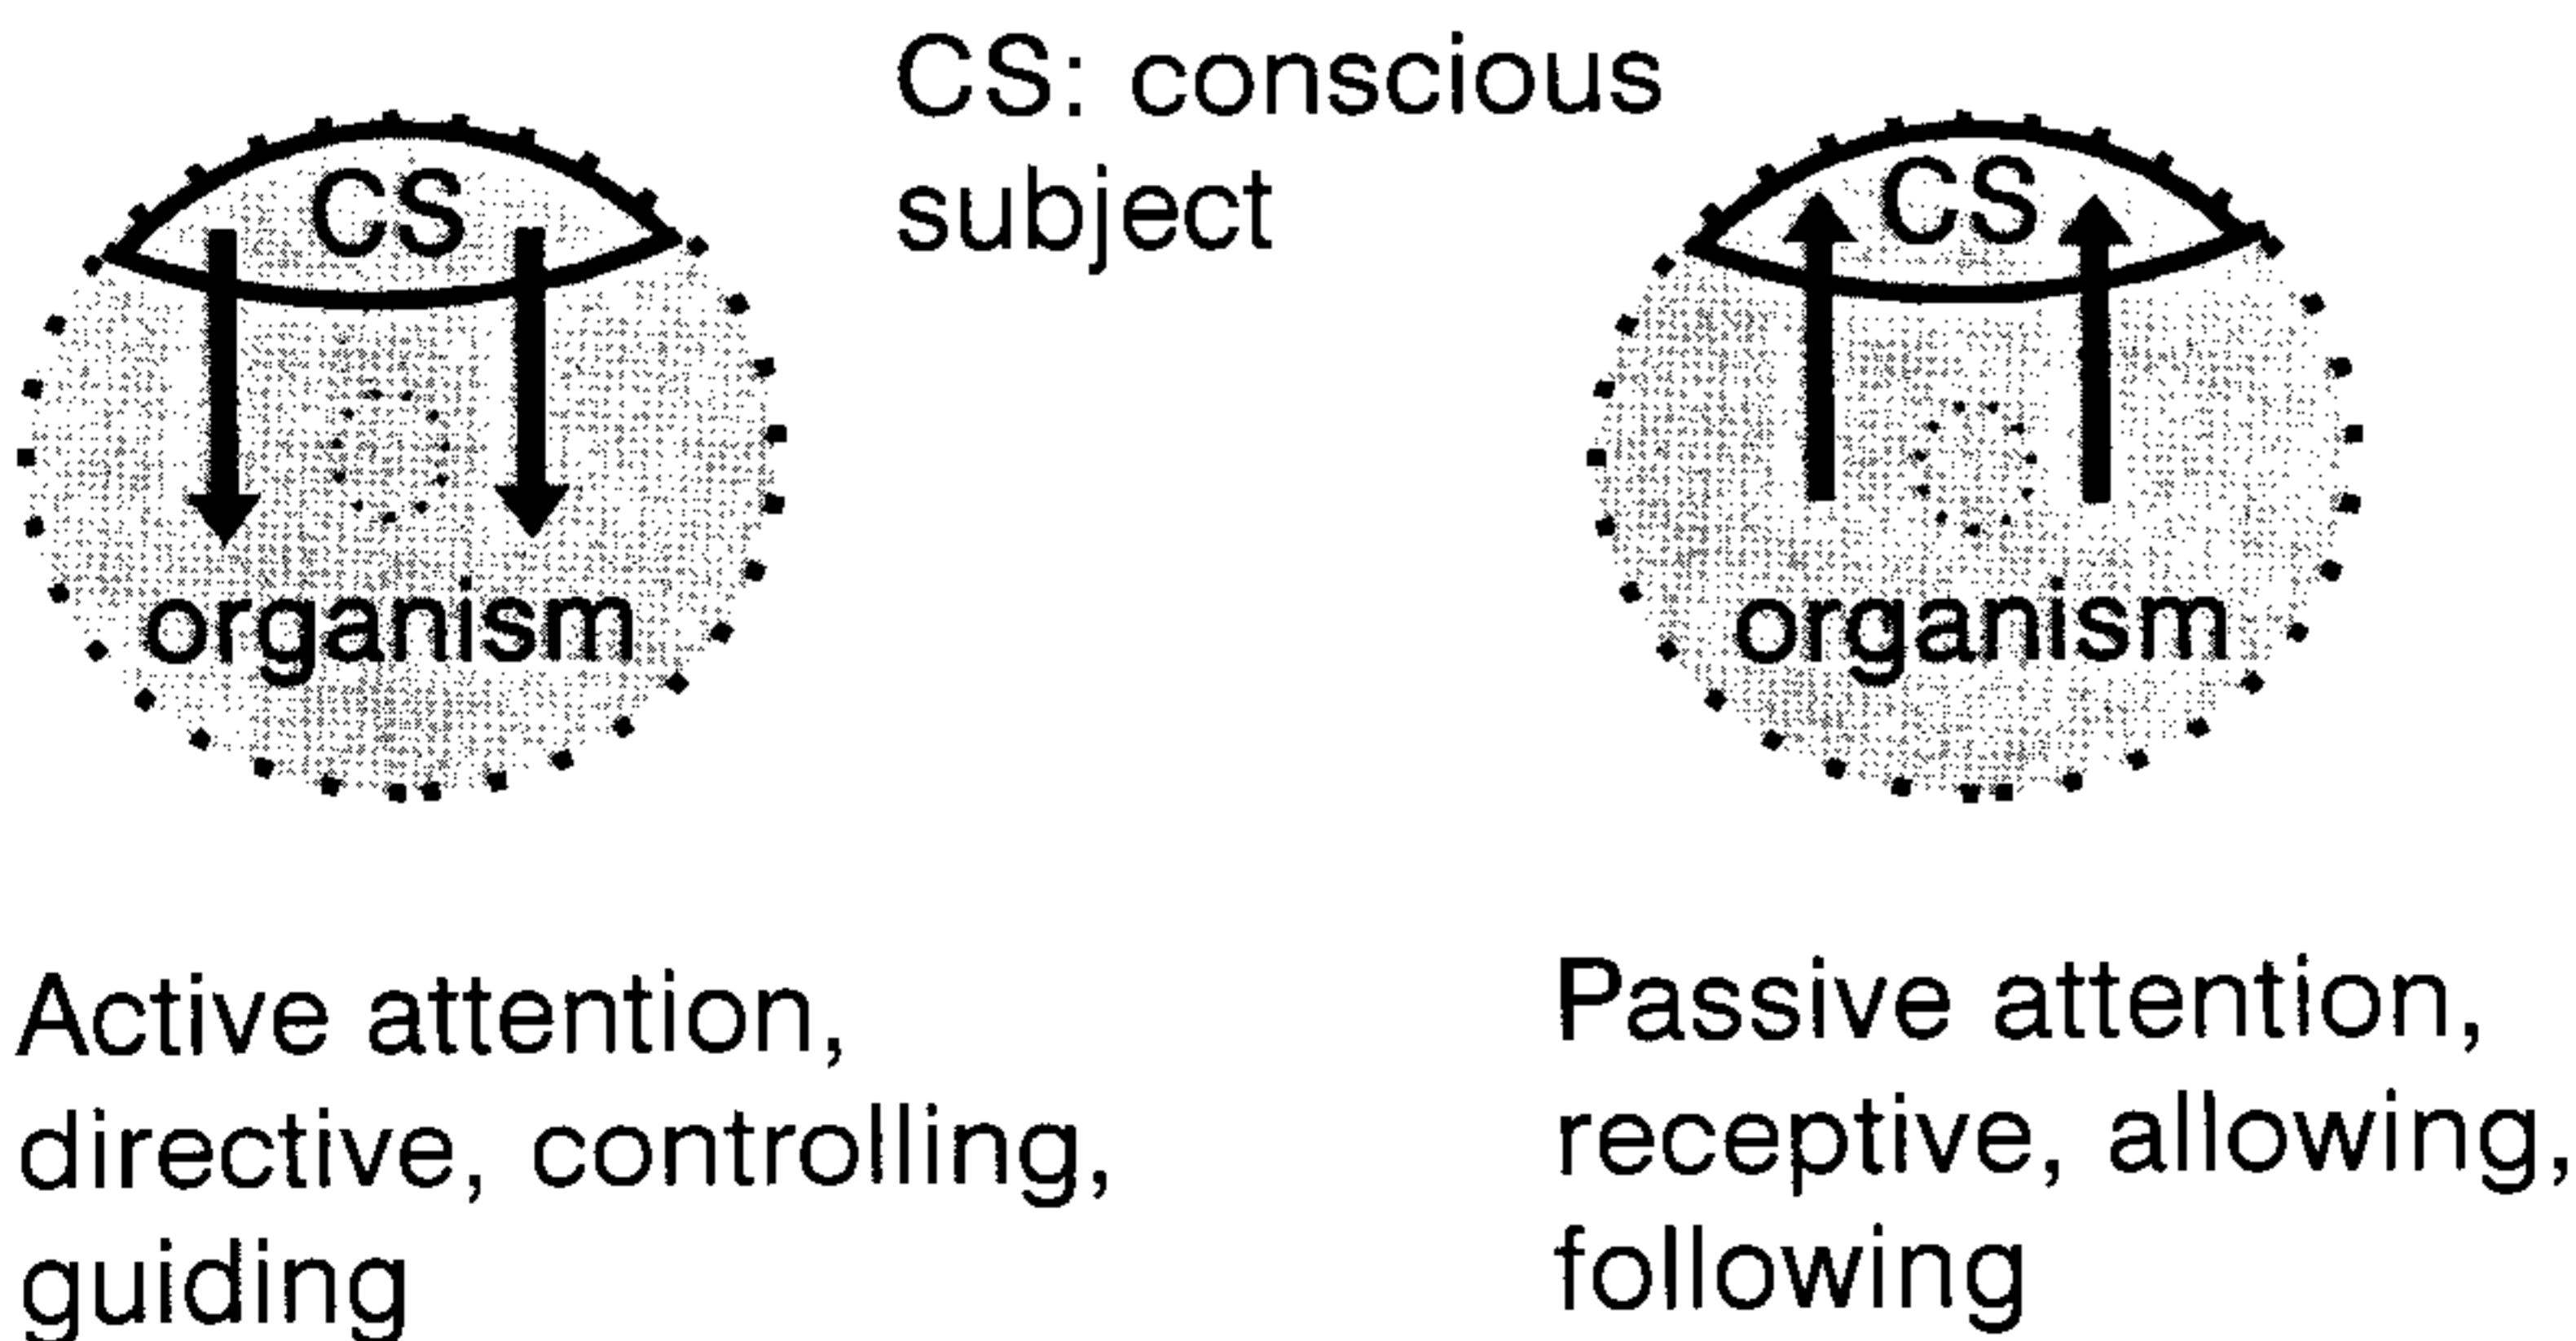 CS: conscious
subject
CS
organism
CS
organism
Active attention,
directive, controlling,
guiding
Passive attention,
receptive, allowing,
following